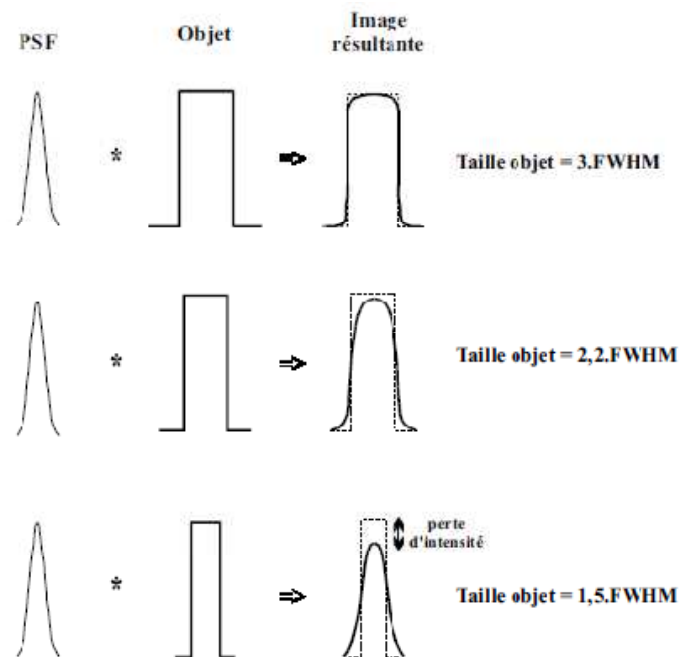 PSF
Objet
Image
résultante
*
Taille objet = 3.FWHM
*
Taille objet = 2,2.FWHM
perte
d'intensité
*
Taille objet = 1,5.FWHM